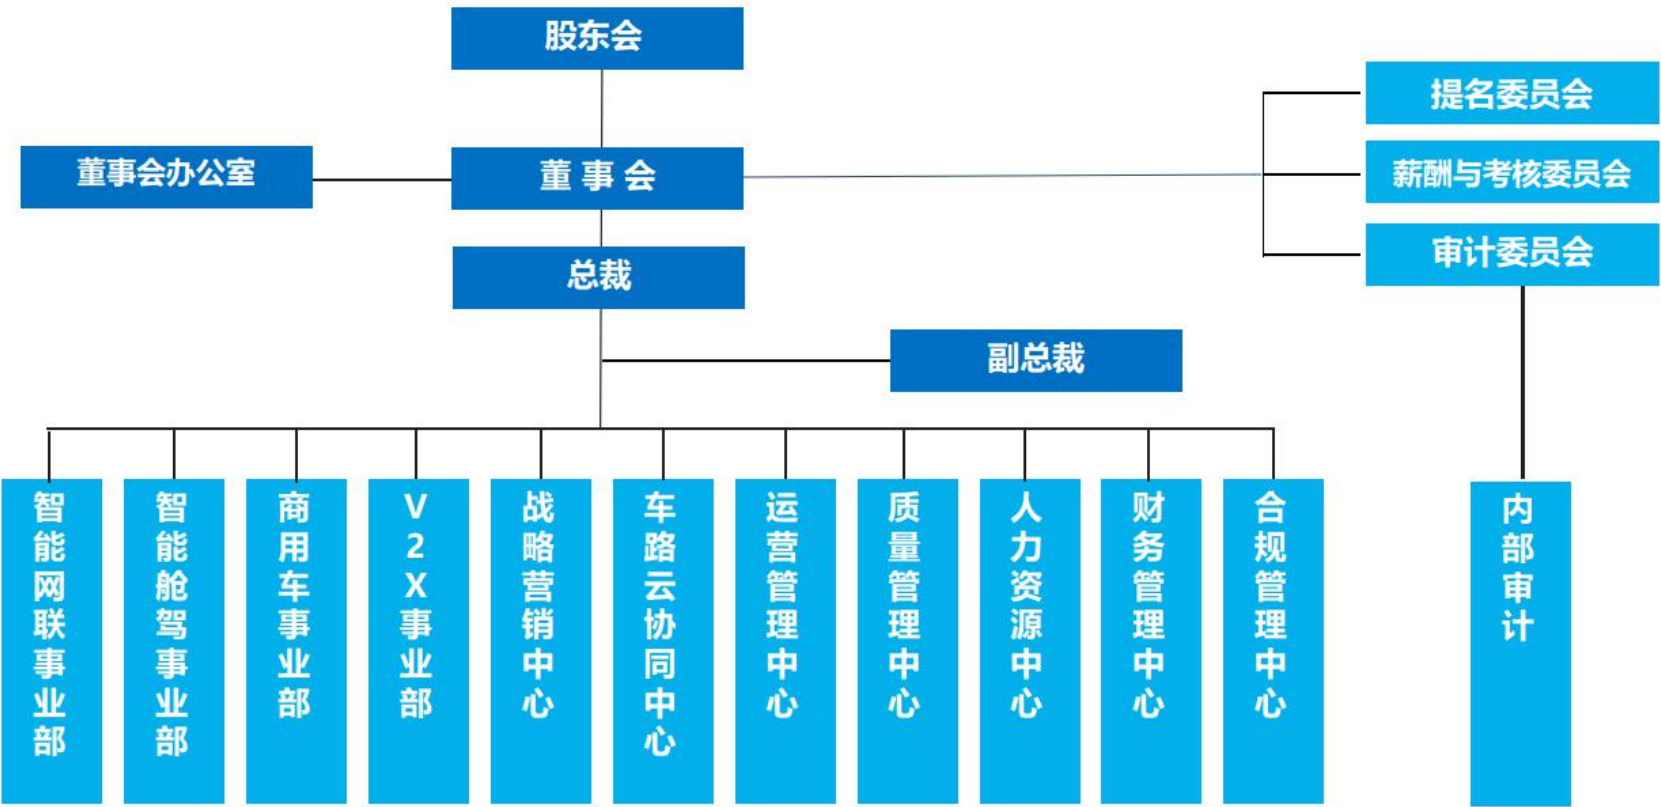 股东会
提名委员会
董事会办公室
董 事 会
薪酬与考核委员会
审计委员会
总裁
副总裁
智能网联事业部
智能舱驾事业部
商用车事业部
V2X事业部
战略营销中心
车路云协同中心
运营管理中心
质量管理中心
人力资源中心
财务管理中心
合规管理中心
内部审计